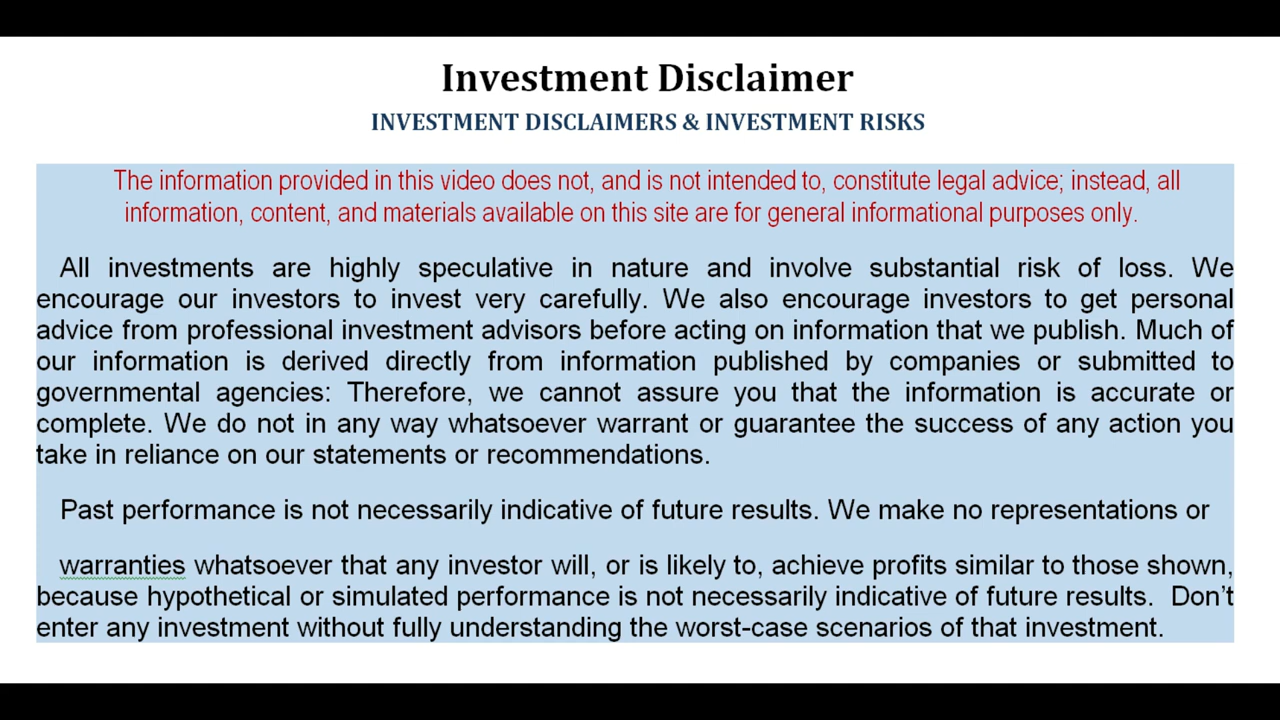 Investment Disclaimer
INVESTMENT DISCLAIMERS & INVESTMENT RISKS
The information provided in this video does not, and is not intended to, constitute legal advice; instead, all
information, content, and materials available on this site are for general informational purposes only.
All investments are highly speculative in nature and involve substantial risk of loss. We
encourage our investors to invest very carefully. We also encourage investors to get personal
advice from professional investment advisors before acting on information that we publish. Much of
our information is derived directly from information published by companies or submitted to
governmental agencies: Therefore, we cannot assure you that the information is accurate or
complete. We do not in any way whatsoever warrant or guarantee the success of any action you
take in reliance on our statements or recommendations.
Past performance is not necessarily indicative of future results. We make no representations or
warranties whatsoever that any investor will, or is likely to, achieve profits similar to those shown,
because hypothetical or simulated performance is not necessarily indicative of future results. Don’t
enter any investment without fully understanding the worst-case scenarios of that investment.